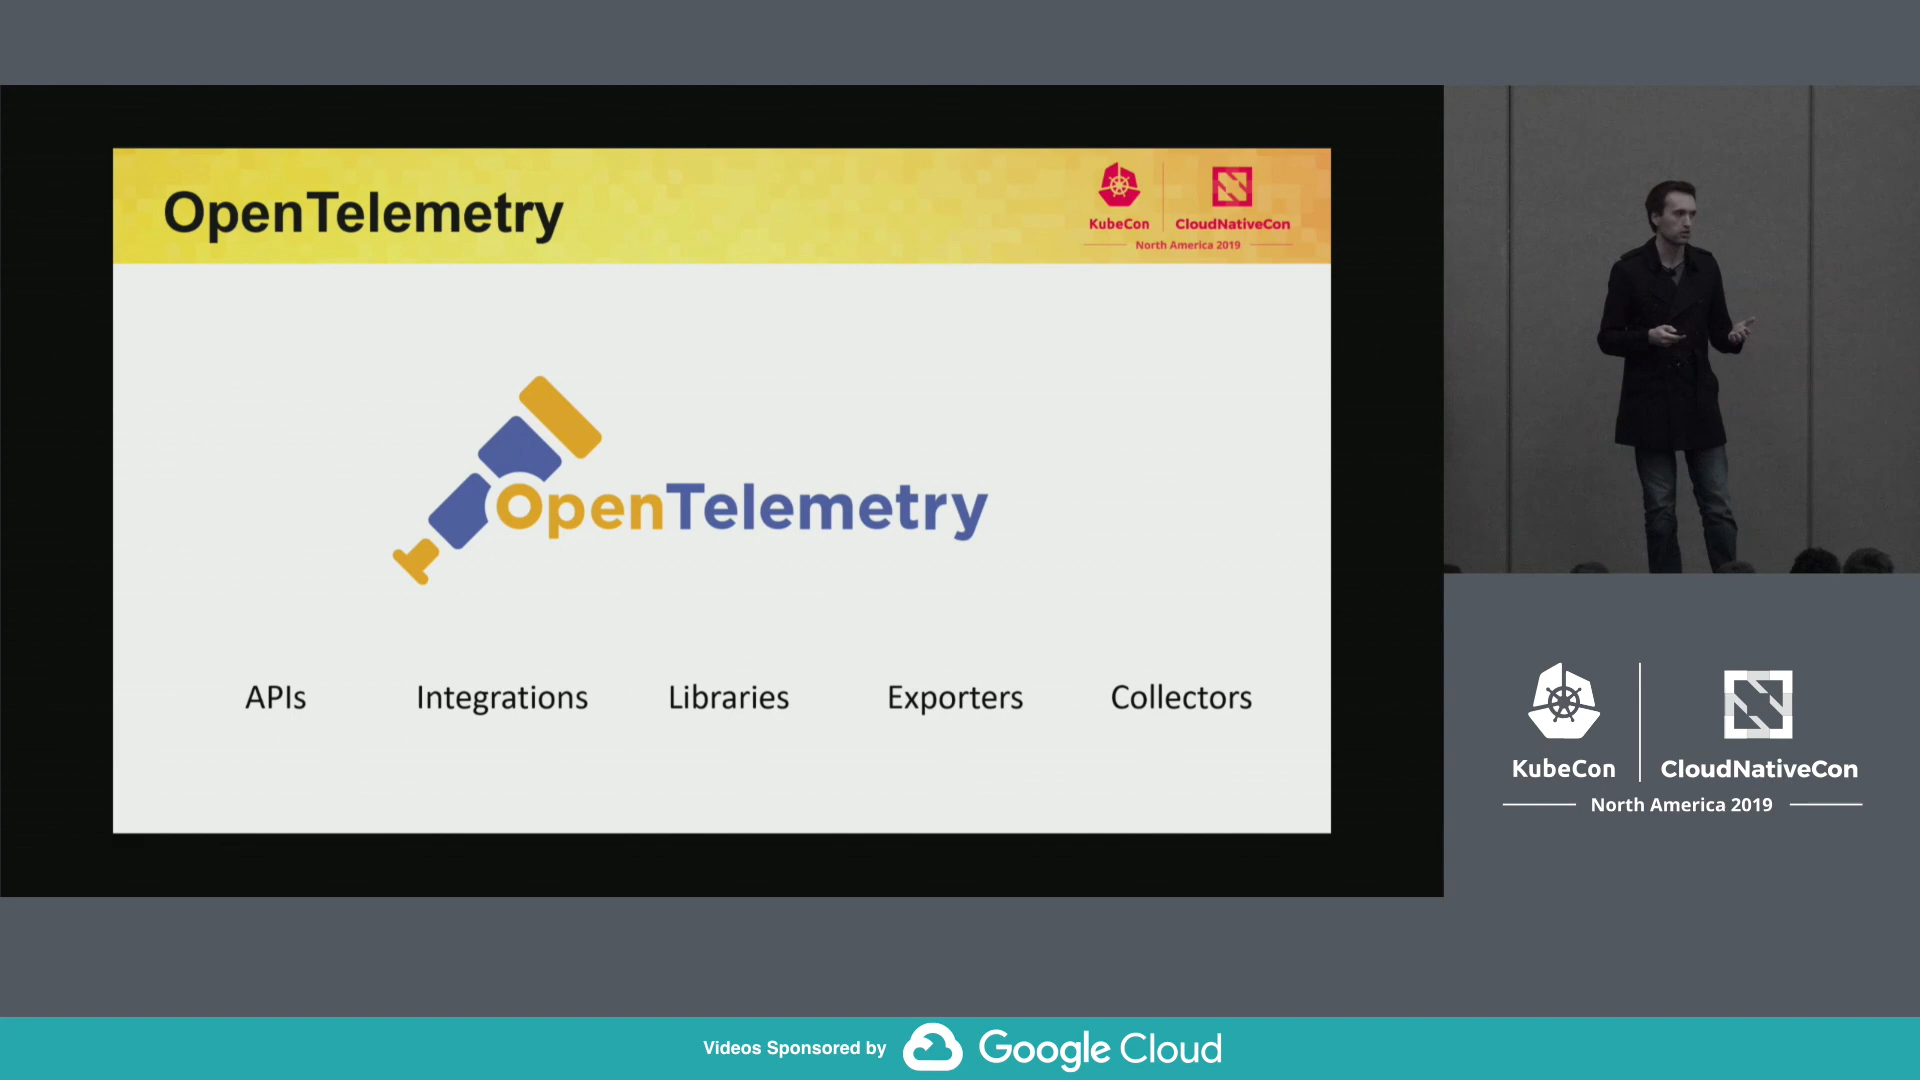 OpenTelemetry
KubeCon
CloudNativeCon
North America 2019
OpenTelemetry
APIs
Integrations
Libraries
Exporters
Collectors
KubeCon
CloudNativeCon
North America 2019
Videos Sponsored by Google Cloud